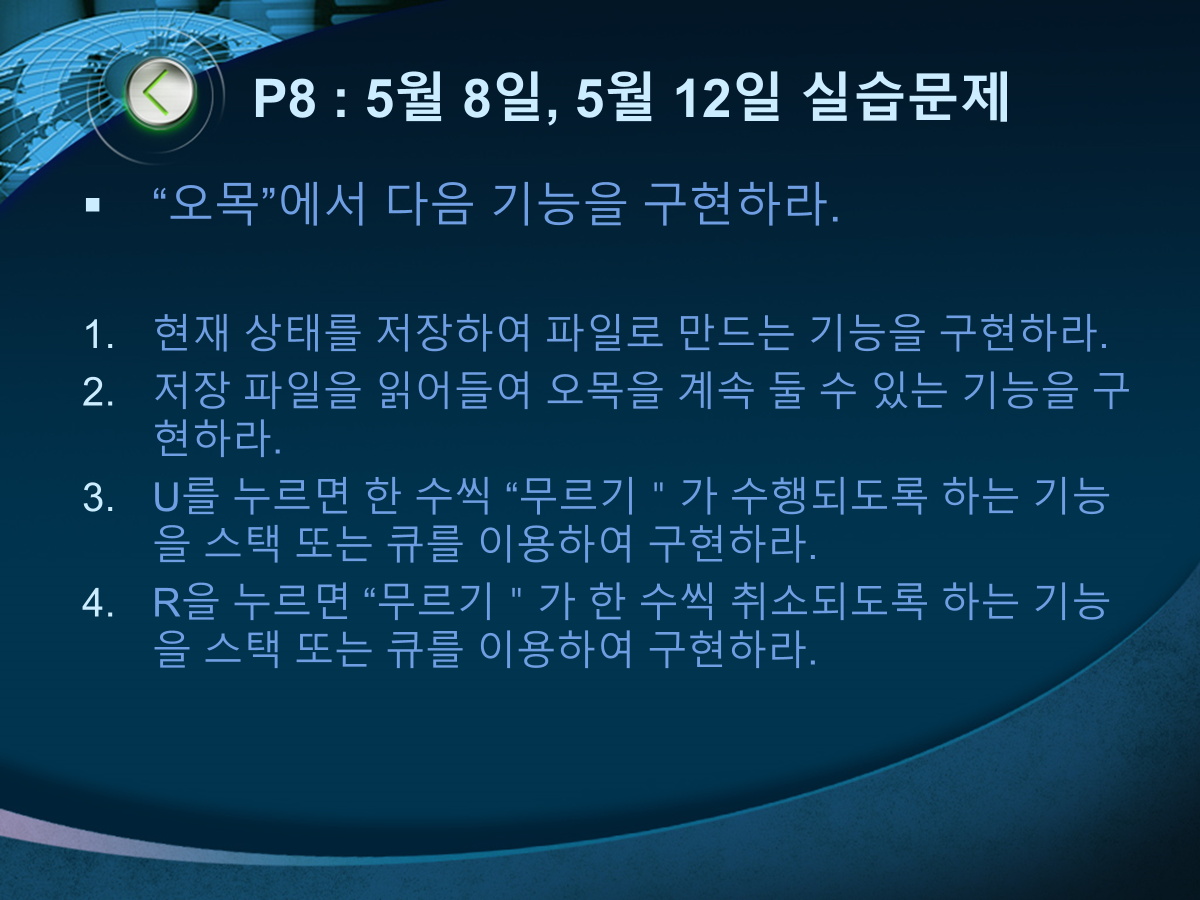 P8 : 5월 8일, 5월 12일 실습문제
▪ “오목”에서 다음 기능을 구현하라.
1. 현재 상태를 저장하여 파일로 만드는 기능을 구현하라.
2. 저장 파일을 읽어들여 오목을 계속 둘 수 있는 기능을 구
현하라.
3. U를 누르면 한 수씩 “무르기 " 가 수행되도록 하는 기능
을 스택 또는 큐를 이용하여 구현하라.
4. R을 누르면 “무르기 " 가 한 수씩 취소되도록 하는 기능
을 스택 또는 큐를 이용하여 구현하라.